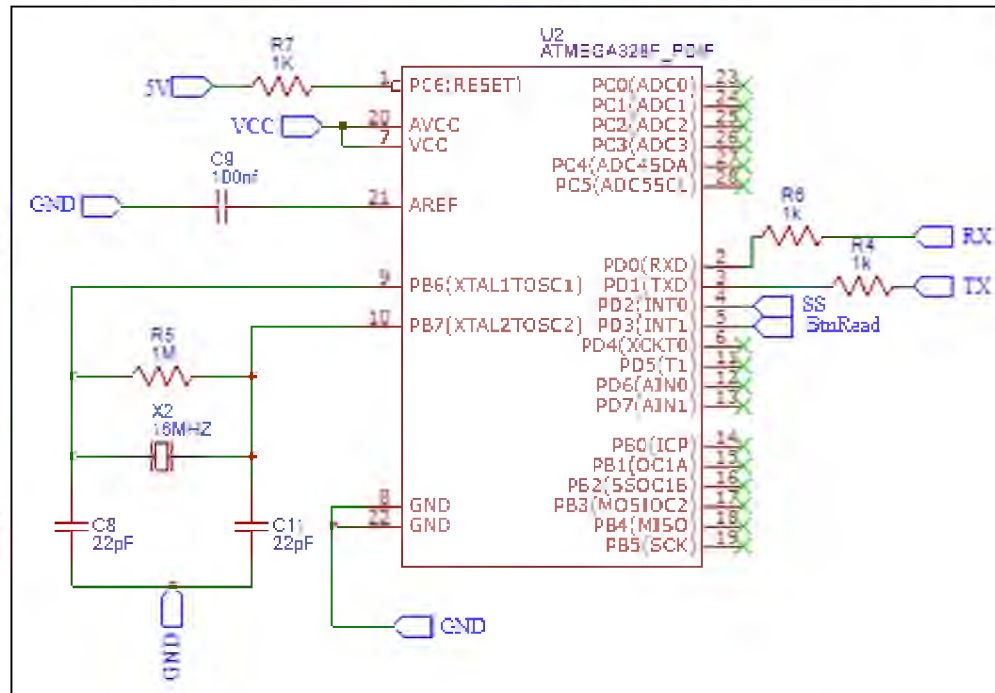 U2
ATMEGA328P_PDIP
R7
1K
5V
1
PC6(RESET)
VCC
20
AVCC
7
VCC
C9
100nf
GND
21
AREF
9
PB6(XTAL1TOSC1)
10
PB7(XTAL2TOSC2)
R5
1M
X2
16MHZ
C8
22pF
22pF
GND
8
GND
22
GND
GND
PC0(ADC0)
23
PC1(ADC1)
24
PC2(ADC2)
25
PC3(ADC3)
26
PC4(ADC4SDA)
27
PC5(ADC5SCL)
28
R6
1k
RX
R4
1k
TX
PD0(RXD)
2
PD1(TXD)
3
PD2(INT0)
4
SS
PD3(INT1)
5
BtnRead
PD4(XCKT0
6
PD5(T1
11
PD6(AIN0
12
PD7(AIN1
13
PB0(ICP
14
PB1(OC1A
15
PB2(SSOC1B
16
PB3(MOSIOC2
17
PB4(MISO
18
PB5(SCK
19